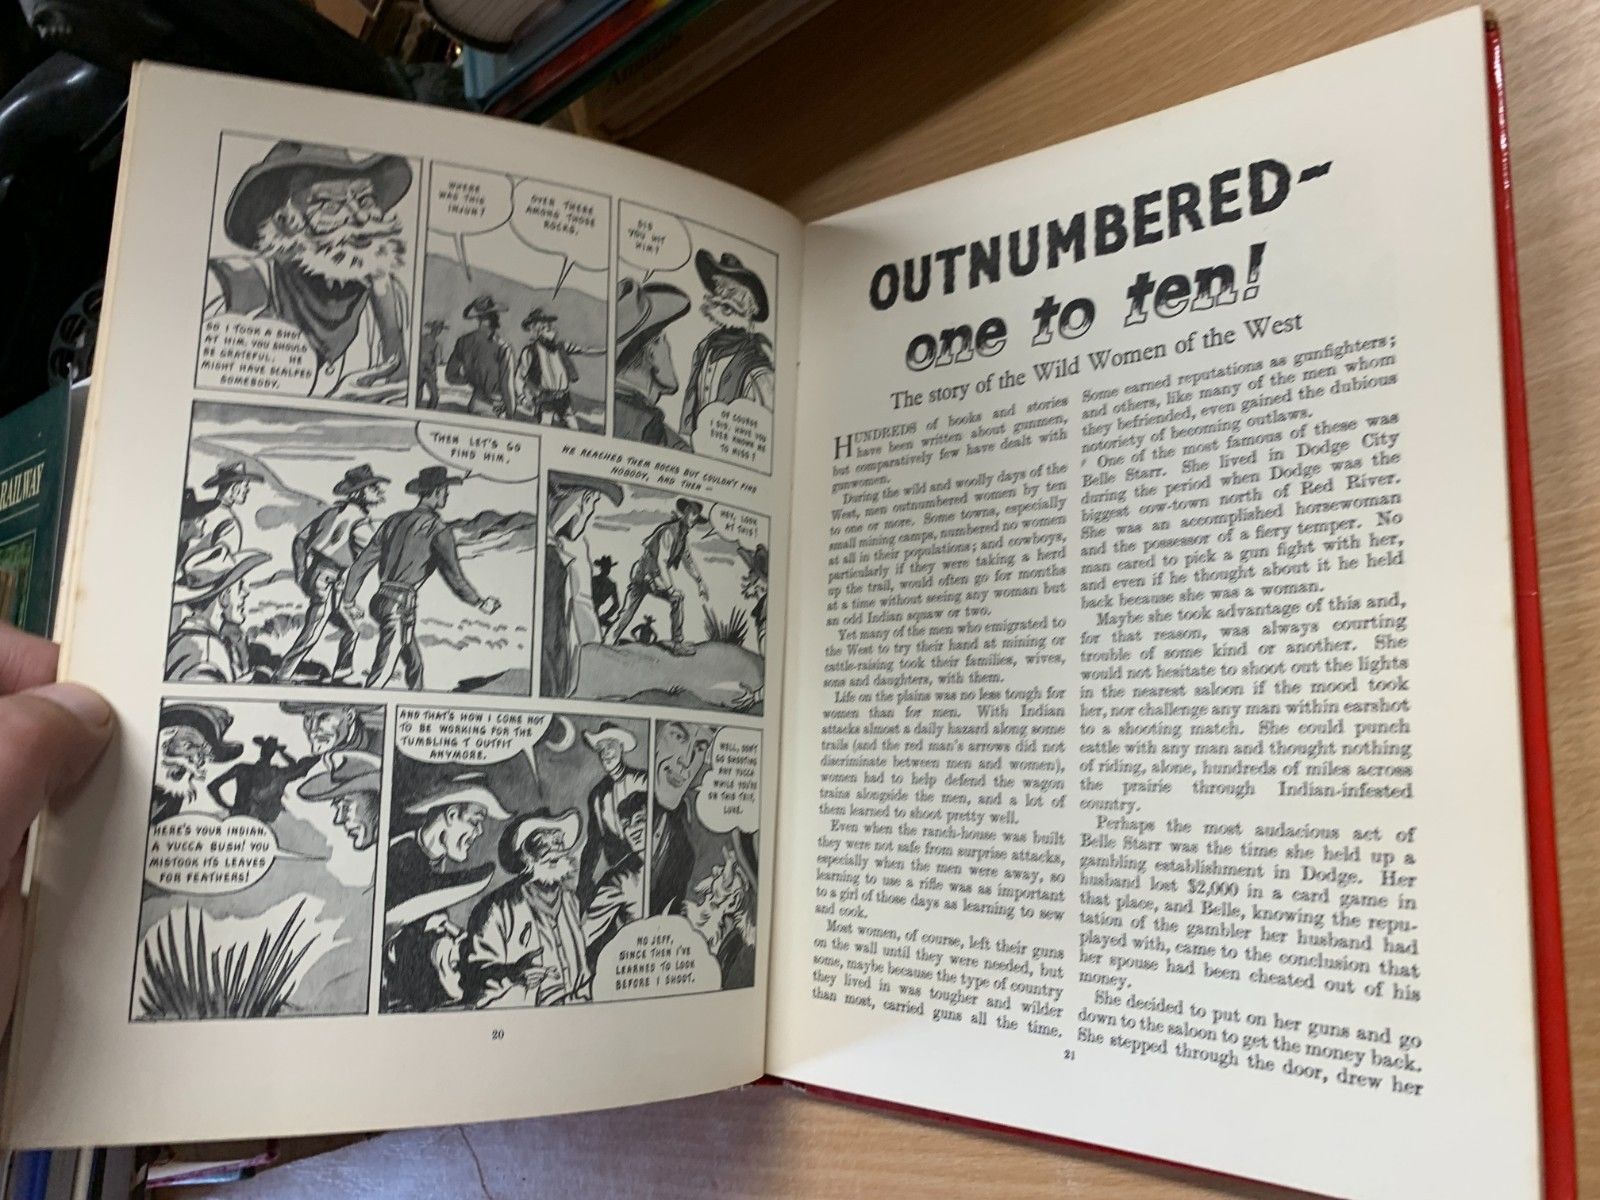 RAILWAY
SO I TOOK A SHOT
AT HIM. YOU SHOULD
BE GRATEFUL. HE
MIGHT HAVE SCALPED
SOMEBODY.
WHERE
WAS THIS
INJUN?
OVER THERE
AMONG THOSE
ROCKS.
DID
YOU HIT
HIM?
OF COURSE
I DID. HAVE YOU
EVER KNOWN ME
TO MISS?
THEN LET'S GO
FIND HIM.
WE REACHED THEM ROCKS BUT COULDN'T FIND
NOBODY, AND THEN —
HEY, LOOK
AT THIS!
HERE'S YOUR INDIAN.
A YUCCA BUSH! YOU
MISTOOK ITS LEAVES
FOR FEATHERS!
AND THAT'S HOW I COME NOT
TO BE WORKING FOR THE
TUMBLING T OUTFIT
ANYMORE.
NO JEFF,
SINCE THEN I'VE
LEARNED TO LOOK
BEFORE I SHOOT.
WELL, DON'T
GO SHOOTING
ANY YUCCA
WHILE YOU'RE
ON THIS TRIP,
LUKE.
20
OUTNUMBERED—
one to ten!
The story of the Wild Women of the West
HUNDREDS of books and stories
have been written about gunmen,
but comparatively few have dealt with
gunwomen.
During the wild and woolly days of the
West, men outnumbered women by ten
to one or more. Some towns, especially
small mining camps, numbered no women
at all in their populations; and cowboys,
particularly if they were taking a herd
up the trail, would often go for months
at a time without seeing any woman but
an odd Indian squaw or two.
Yet many of the men who emigrated to
the West to try their hand at mining or
cattle-raising took their families, wives,
sons and daughters, with them.
Life on the plains was no less tough for
women than for men. With Indian
attacks almost a daily hazard along some
trails (and the red man's arrows did not
discriminate between men and women),
women had to help defend the wagon
trains alongside the men, and a lot of
them learned to shoot pretty well.
Even when the ranch-house was built
they were not safe from surprise attacks,
especially when the men were away, so
learning to use a rifle was as important
to a girl of those days as learning to sew
and cook.
Most women, of course, left their guns
on the wall until they were needed, but
some, maybe because the type of country
they lived in was tougher and wilder
than most, carried guns all the time.
Some earned reputations as gunfighters;
and others, like many of the men whom
they befriended, even gained the dubious
notoriety of becoming outlaws.
One of the most famous of these was
Belle Starr. She lived in Dodge City
during the period when Dodge was the
biggest cow-town north of Red River.
She was an accomplished horsewoman
and the possessor of a fiery temper. No
man cared to pick a gun fight with her,
and even if he thought about it he held
back because she was a woman.
Maybe she took advantage of this and,
for that reason, was always courting
trouble of some kind or another. She
would not hesitate to shoot out the lights
in the nearest saloon if the mood took
her, nor challenge any man within earshot
to a shooting match. She could punch
cattle with any man and thought nothing
of riding, alone, hundreds of miles across
the prairie through Indian-infested
country.
Perhaps the most audacious act of
Belle Starr was the time she held up a
gambling establishment in Dodge. Her
husband lost $2,000 in a card game in
that place, and Belle, knowing the repu-
tation of the gambler her husband had
played with, came to the conclusion that
her spouse had been cheated out of his
money.
She decided to put on her guns and go
down to the saloon to get the money back.
She stepped through the door, drew her
21